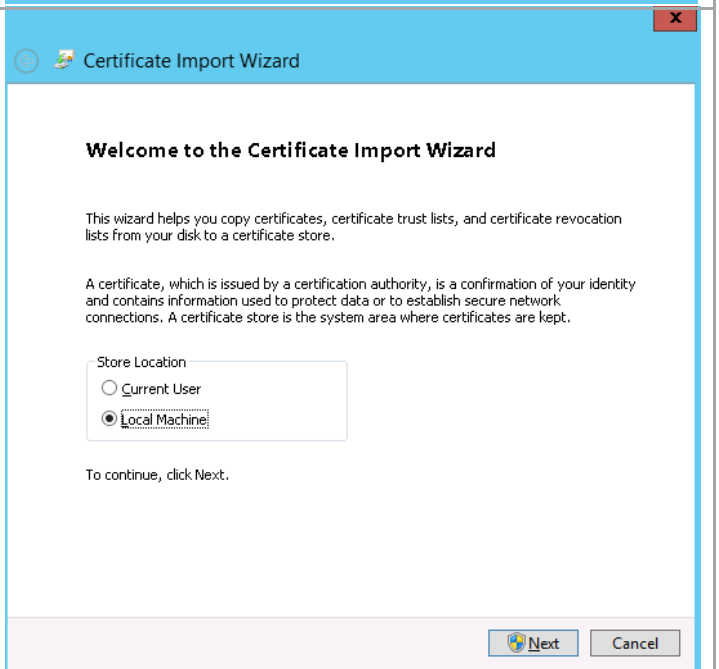 x
Certificate Import Wizard
Welcome to the Certificate Import Wizard
This wizard helps you copy certificates, certificate trust lists, and certificate revocation
lists from your disk to a certificate store.
A certificate, which is issued by a certification authority, is a confirmation of your identity
and contains information used to protect data or to establish secure network
connections. A certificate store is the system area where certificates are kept.
Store Location
Current User
Local Machine
To continue, click Next.
Next Cancel